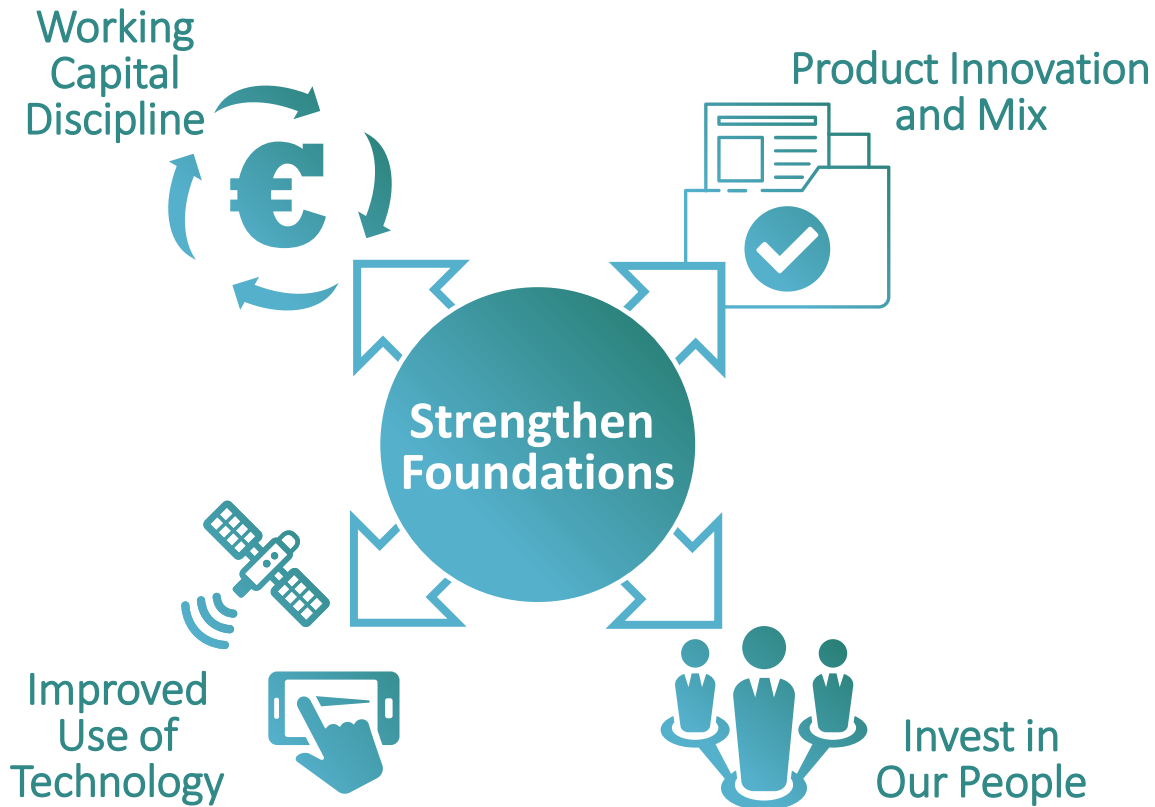 Working
Capital
Discipline
Product Innovation
and Mix
€
Strengthen
Foundations
Improved
Use of
Technology
Invest in
Our People